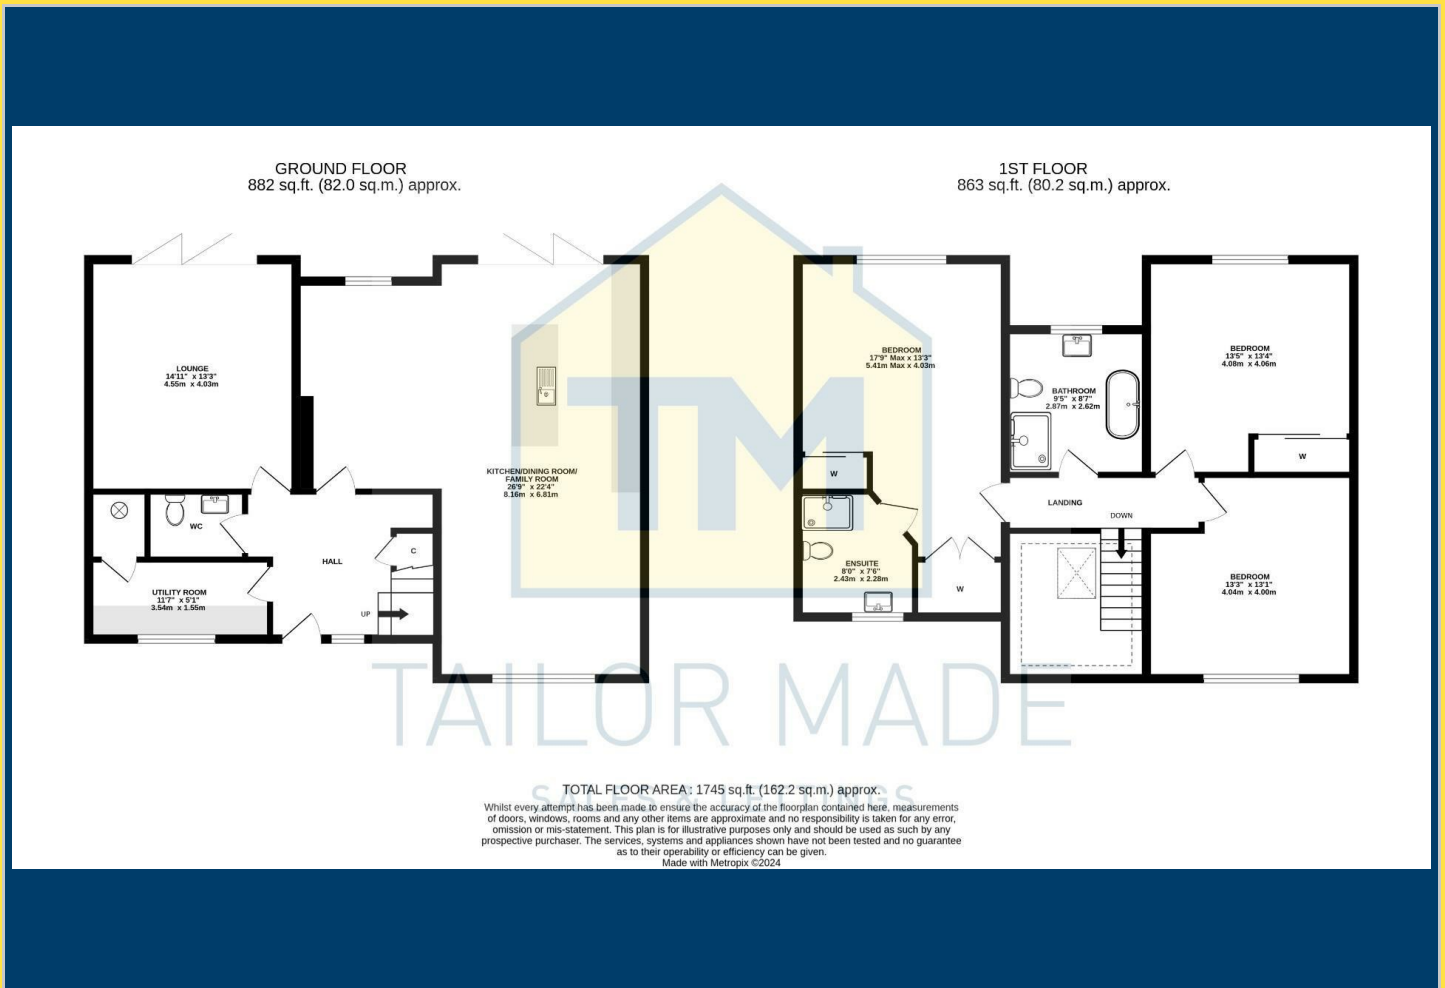 GROUND FLOOR
882 sq.ft. (82.0 sq.m.) approx.
1ST FLOOR
863 sq.ft. (80.2 sq.m.) approx.
LOUNGE
14'11" x 13'3"
4.55m x 4.03m
KITCHEN/DINING ROOM/
FAMILY ROOM
26'9" x 22'4"
8.16m x 6.81m
WC
HALL
C
UP
UTILITY ROOM
11'7" x 5'1"
3.54m x 1.55m
BEDROOM
17'9" Max x 13'3"
5.41m Max x 4.03m
W
ENSUITE
8'0" x 7'6"
2.43m x 2.28m
W
BATHROOM
9'5" x 8'7"
2.87m x 2.62m
LANDING
DOWN
BEDROOM
13'5" x 13'4"
4.08m x 4.06m
W
BEDROOM
13'3" x 13'1"
4.04m x 4.00m
TM
TAILOR MADE
SALES & LETTINGS
TOTAL FLOOR AREA : 1745 sq.ft. (162.2 sq.m.) approx.
Whilst every attempt has been made to ensure the accuracy of the floorplan contained here, measurements
of doors, windows, rooms and any other items are approximate and no responsibility is taken for any error,
omission or mis-statement. This plan is for illustrative purposes only and should be used as such by any
prospective purchaser. The services, systems and appliances shown have not been tested and no guarantee
as to their operability or efficiency can be given.
Made with Metropix ©2024